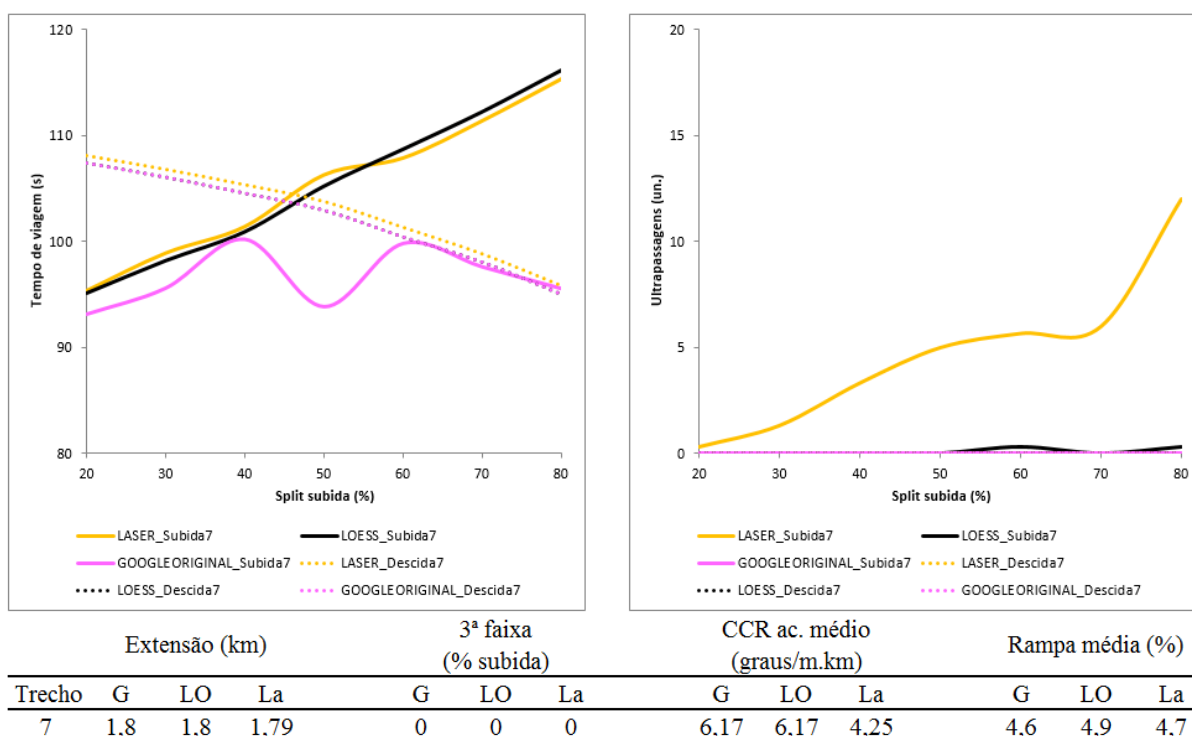 120
110
100
90
80
Tempo de viagem (s)
20 30 40 50 60 70 80
Split subida (%)
LASER_Subida7 LOESS_Subida7
GOOGLEORIGINAL_Subida7 LASER_Descida7
LOESS_Descida7 GOOGLEORIGINAL_Descida7
20
15
10
5
0
Ultrapassagens (un.)
20 30 40 50 60 70 80
Split subida (%)
LASER_Subida7 LOESS_Subida7
GOOGLEORIGINAL_Subida7 LASER_Descida7
LOESS_Descida7 GOOGLEORIGINAL_Descida7
Extensão (km) 3ª faixa (% subida) CCR ac. médio (graus/m.km) Rampa média (%)
Trecho G LO La G LO La G LO La G LO La
7 1,8 1,8 1,79 0 0 0 6,17 6,17 4,25 4,6 4,9 4,7